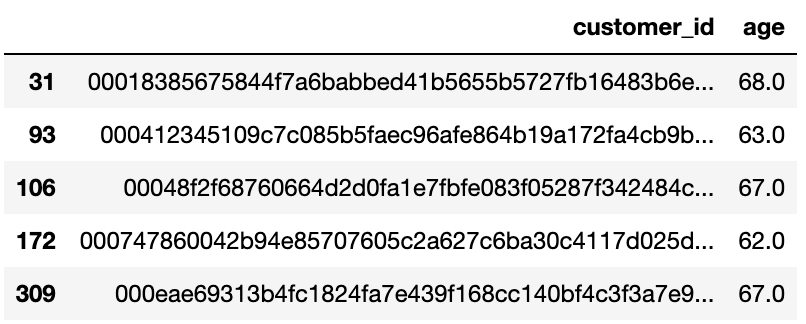 customer_id age
31 00018385675844f7a6babbed41b5655b5727fb16483b6e... 68.0
93 000412345109c7c085b5faec96afe864b19a172fa4cb9b... 63.0
106 00048f2f68760664d2d0fa1e7fbfe083f05287f342484c... 67.0
172 000747860042b94e85707605c2a627c6ba30c4117d025d... 62.0
309 000eae69313b4fc1824fa7e439f168cc140bf4c3f3a7e9... 67.0